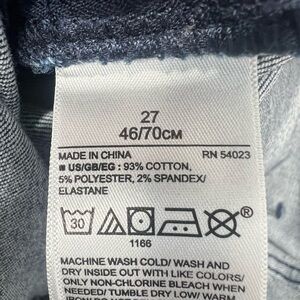 27
46/70CM
MADE IN CHINA RN 54023
US/GB/EG : 93% COTTON,
5% POLYESTER, 2% SPANDEX/
ELASTANE
30 ®
1166
MACHINE WASH COLD/ WASH AND
DRY INSIDE OUT WITH LIKE COLORS/
ONLY NON-CHLORINE BLEACH WHEN
NEEDED/ TUMBLE DRY LOW/ WARM